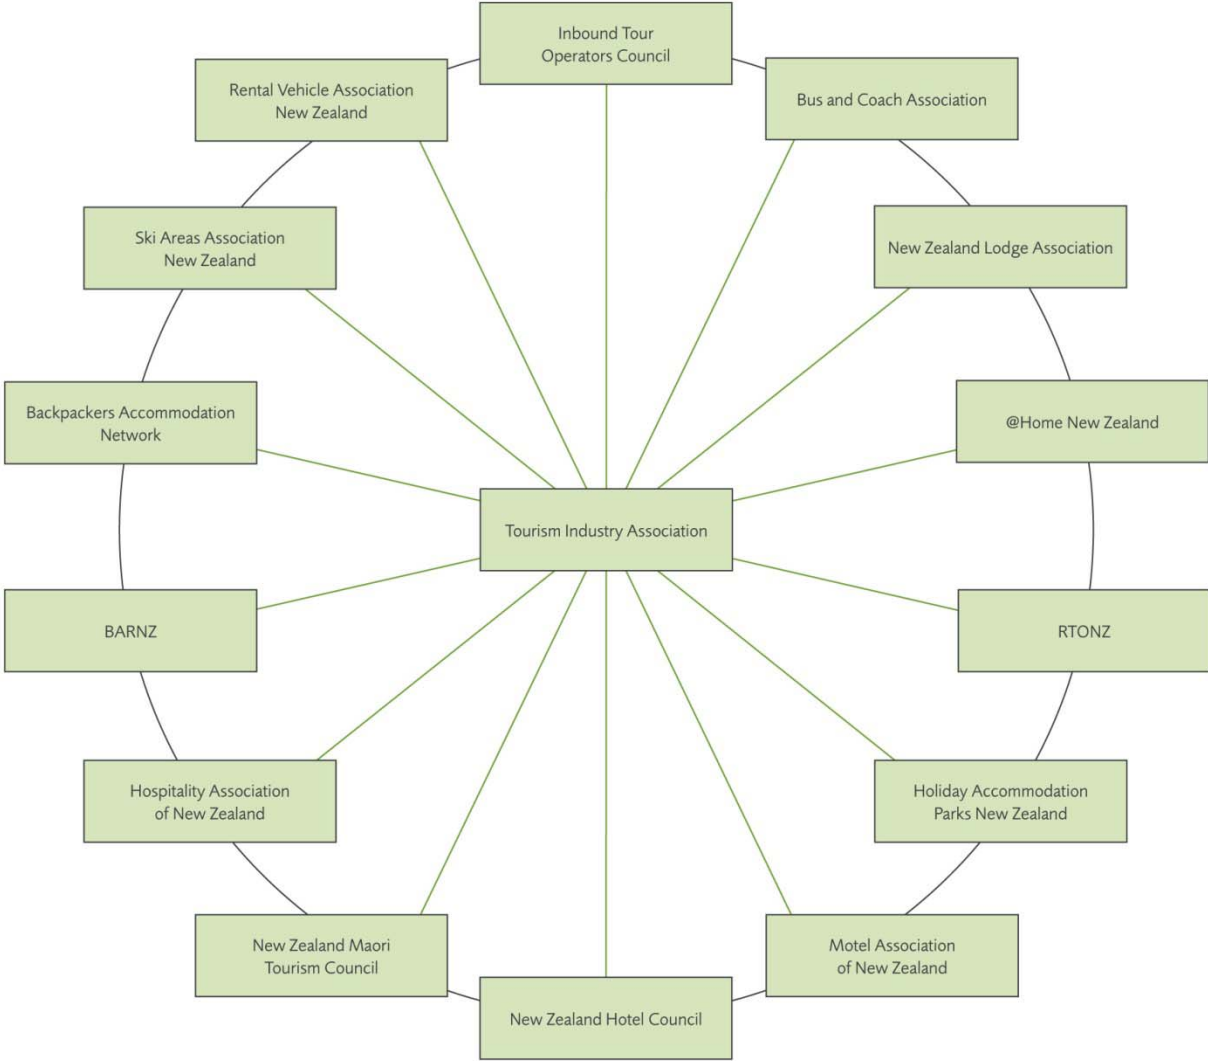 Inbound Tour
Operators Council
Rental Vehicle Association
New Zealand
Bus and Coach Association
Ski Areas Association
New Zealand
New Zealand Lodge Association
Backpackers Accommodation
Network
@Home New Zealand
Tourism Industry Association
BARNZ
RTONZ
Hospitality Association
of New Zealand
Holiday Accommodation
Parks New Zealand
New Zealand Maori
Tourism Council
Motel Association
of New Zealand
New Zealand Hotel Council